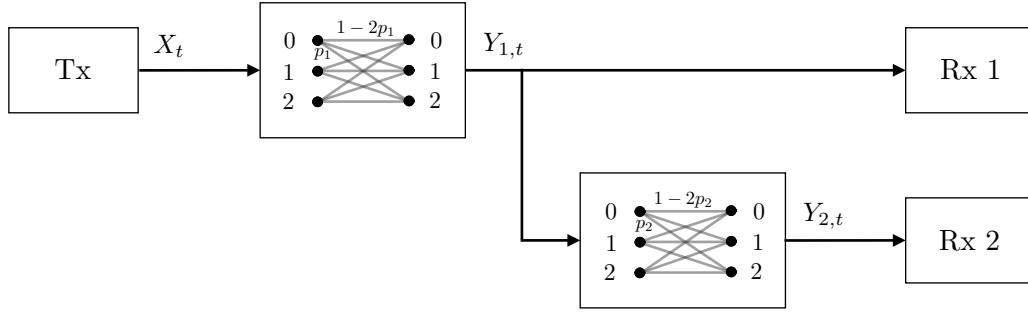 Tx
X_t
1 − 2p_1
p_1
0 0
1 1
2 2
Y_{1,t}
Rx 1
1 − 2p_2
p_2
0 0
1 1
2 2
Y_{2,t}
Rx 2